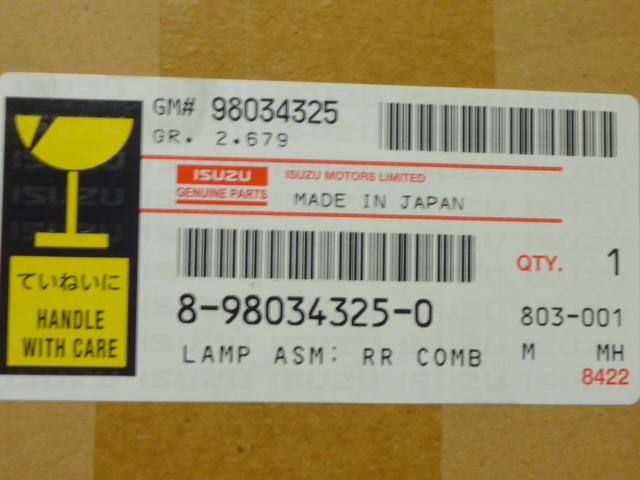 GM# 98034325
GR. 2.679
ISUZU
GENUINE PARTS
ISUZU MOTORS LIMITED
MADE IN JAPAN
QTY. 1
8-98034325-0
803-001
LAMP ASM: RR COMB
M MH
8422
ていねいに
HANDLE
WITH CARE